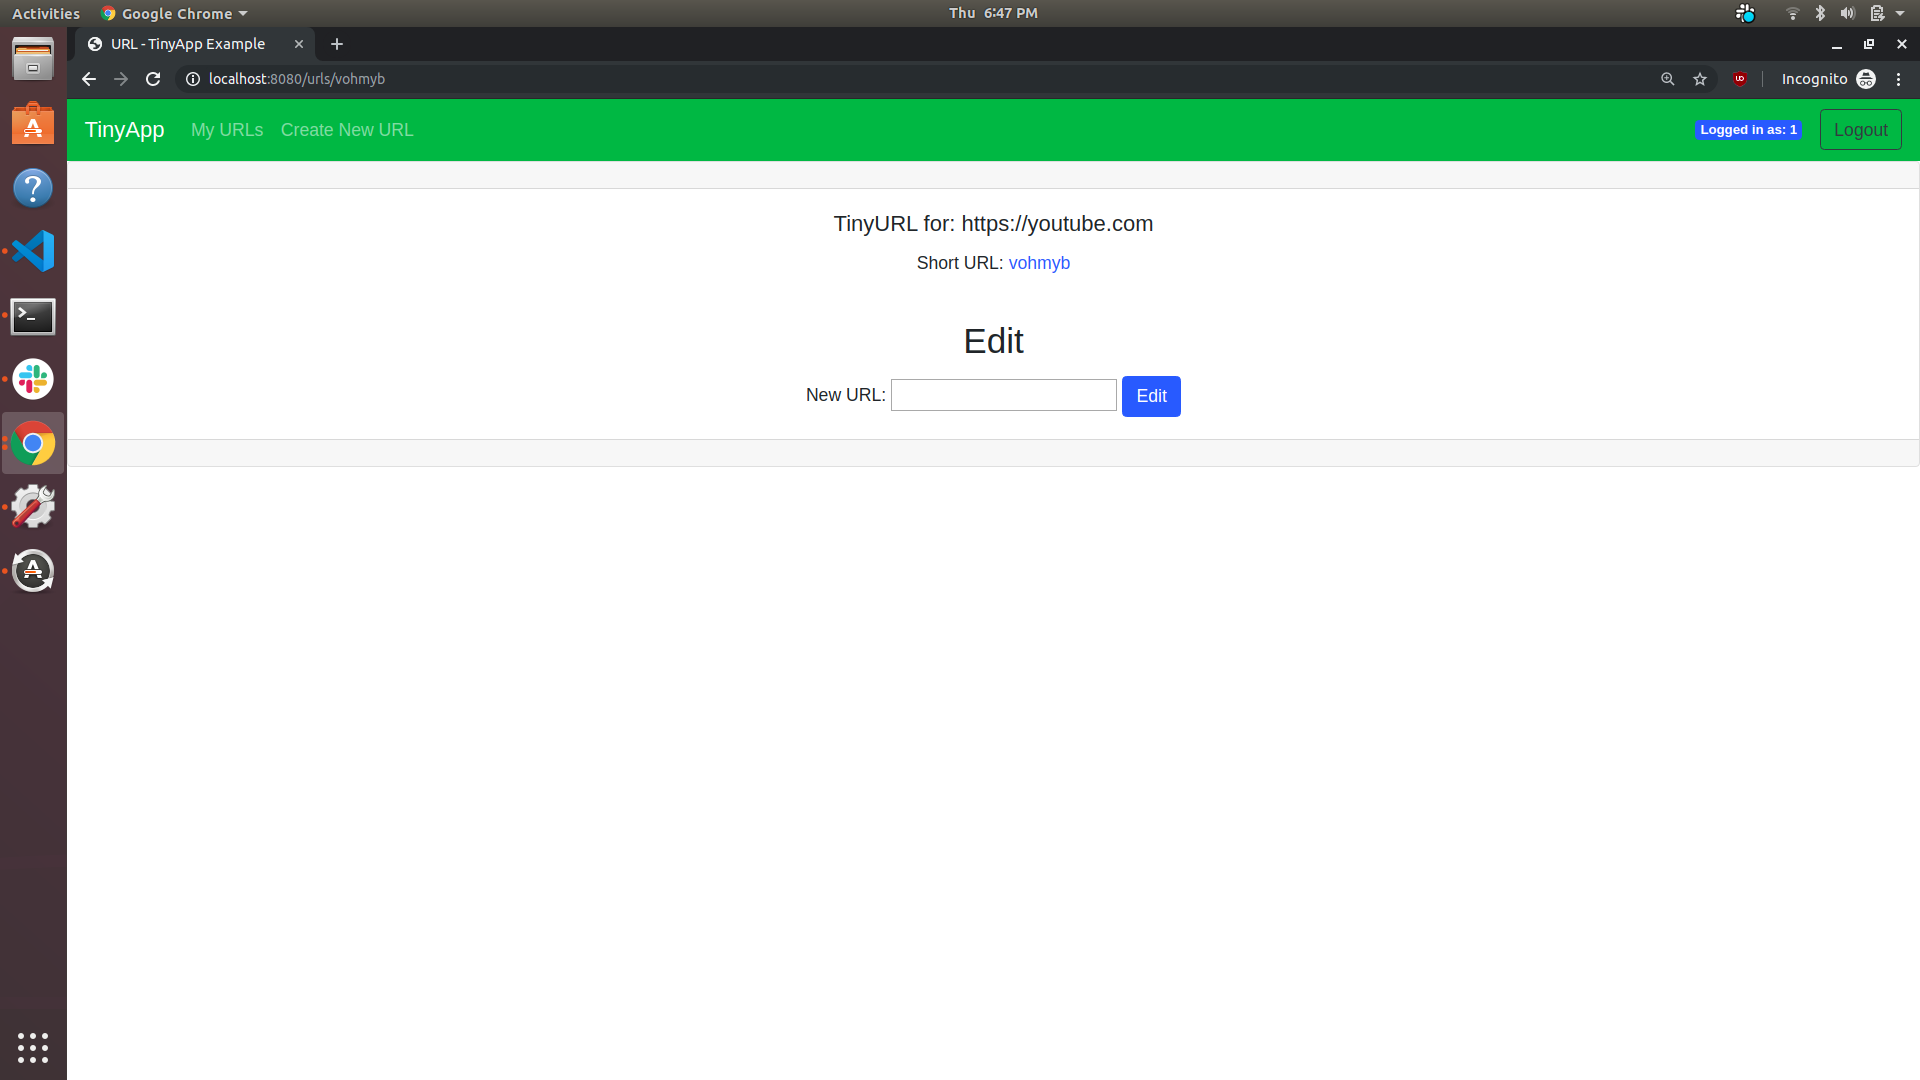 Activities
Google Chrome
Thu 6:47 PM
URL - TinyApp Example
localhost:8080/urls/vohmyb
Incognito
TinyApp
My URLs
Create New URL
Logged in as: 1
Logout
TinyURL for: https://youtube.com
Short URL: vohmyb
Edit
New URL:
Edit